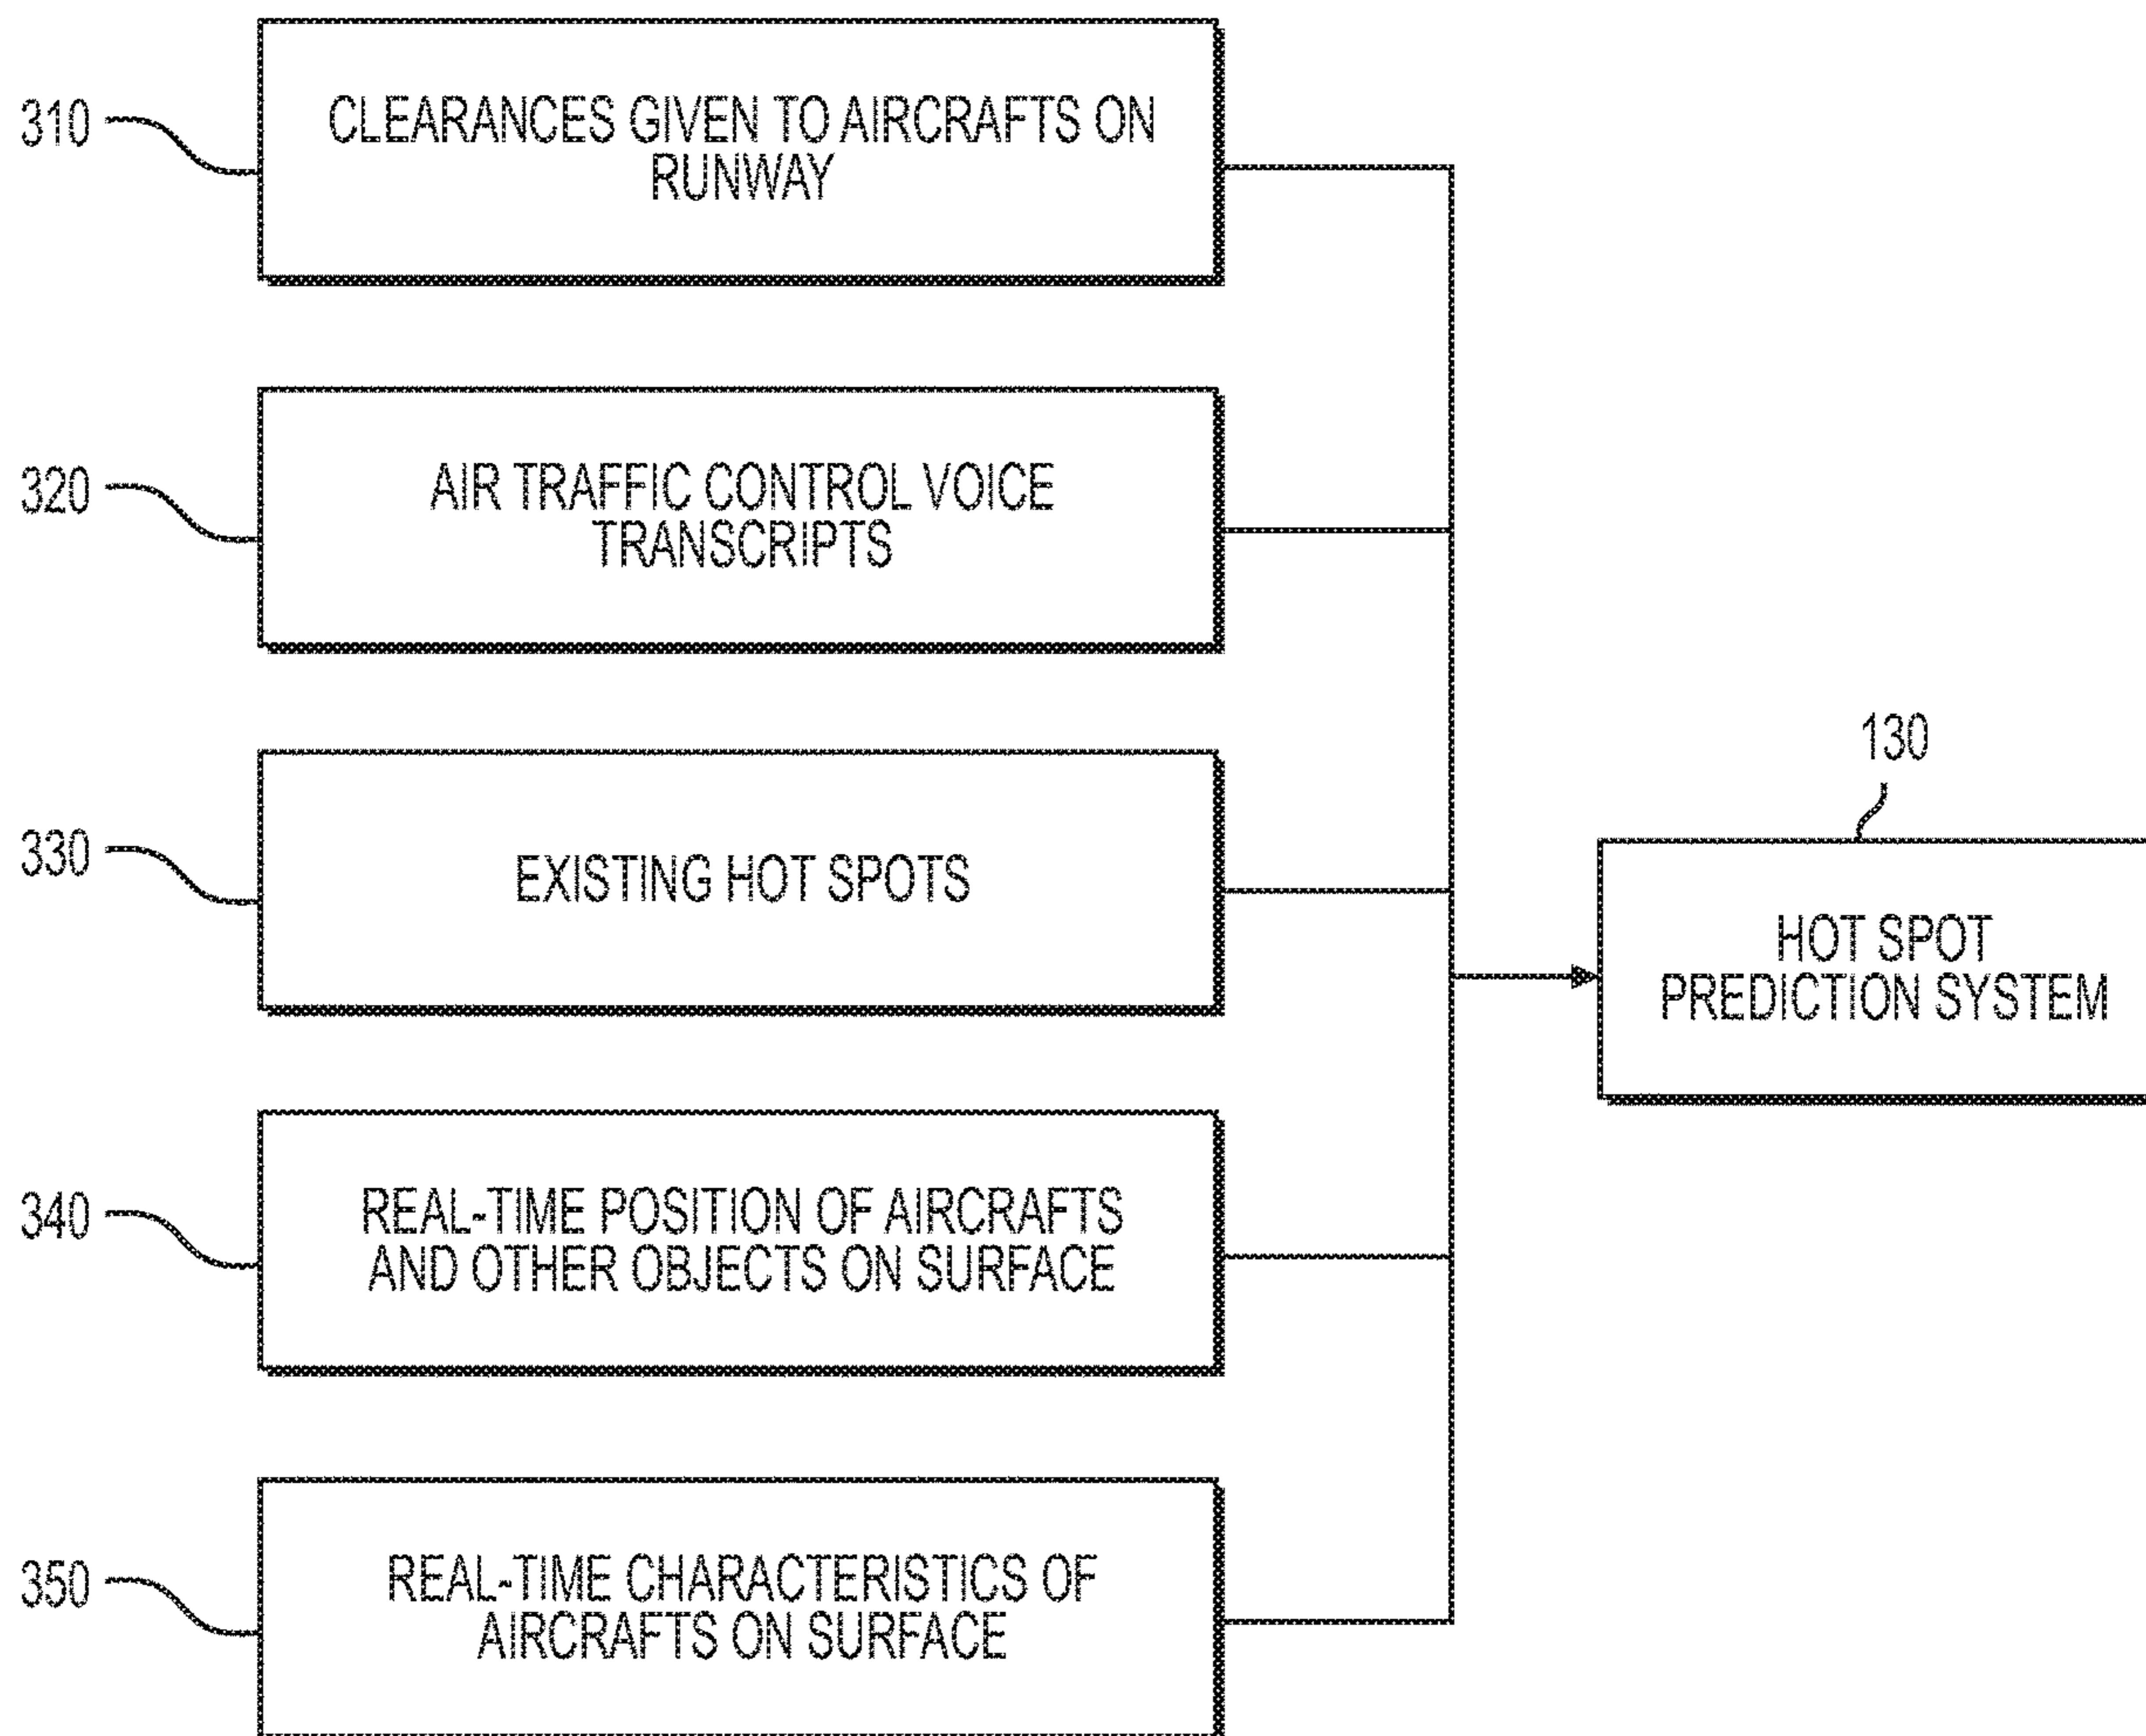 310
CLEARANCES GIVEN TO AIRCRAFTS ON
RUNWAY
320
AIR TRAFFIC CONTROL VOICE
TRANSCRIPTS
330
EXISTING HOT SPOTS
130
HOT SPOT
PREDICTION SYSTEM
340
REAL-TIME POSITION OF AIRCRAFTS
AND OTHER OBJECTS ON SURFACE
350
REAL-TIME CHARACTERISTICS OF
AIRCRAFTS ON SURFACE